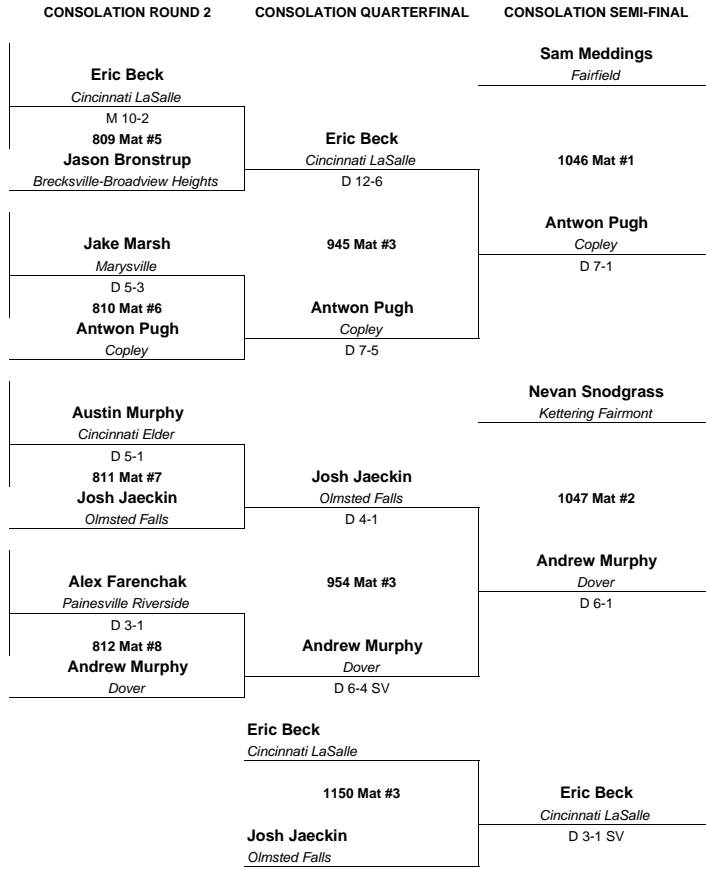 CONSOLATION ROUND 2 CONSOLATION QUARTERFINAL CONSOLATION SEMI-FINAL
Sam Meddings
Fairfield
Eric Beck
Cincinnati LaSalle
M 10-2
809 Mat #5
Jason Bronstrup
Brecksville-Broadview Heights
Eric Beck
Cincinnati LaSalle
D 12-6
1046 Mat #1
Jake Marsh
Marysville
D 5-3
810 Mat #6
Antwon Pugh
Copley
945 Mat #3
Antwon Pugh
Copley
D 7-5
Antwon Pugh
Copley
D 7-1
Nevan Snodgrass
Kettering Fairmont
Austin Murphy
Cincinnati Elder
D 5-1
811 Mat #7
Josh Jaeckin
Olmsted Falls
Josh Jaeckin
Olmsted Falls
D 4-1
1047 Mat #2
Alex Farenchak
Painesville Riverside
D 3-1
812 Mat #8
Andrew Murphy
Dover
954 Mat #3
Andrew Murphy
Dover
D 6-4 SV
Andrew Murphy
Dover
D 6-1
Eric Beck
Cincinnati LaSalle
1150 Mat #3
Josh Jaeckin
Olmsted Falls
Eric Beck
Cincinnati LaSalle
D 3-1 SV